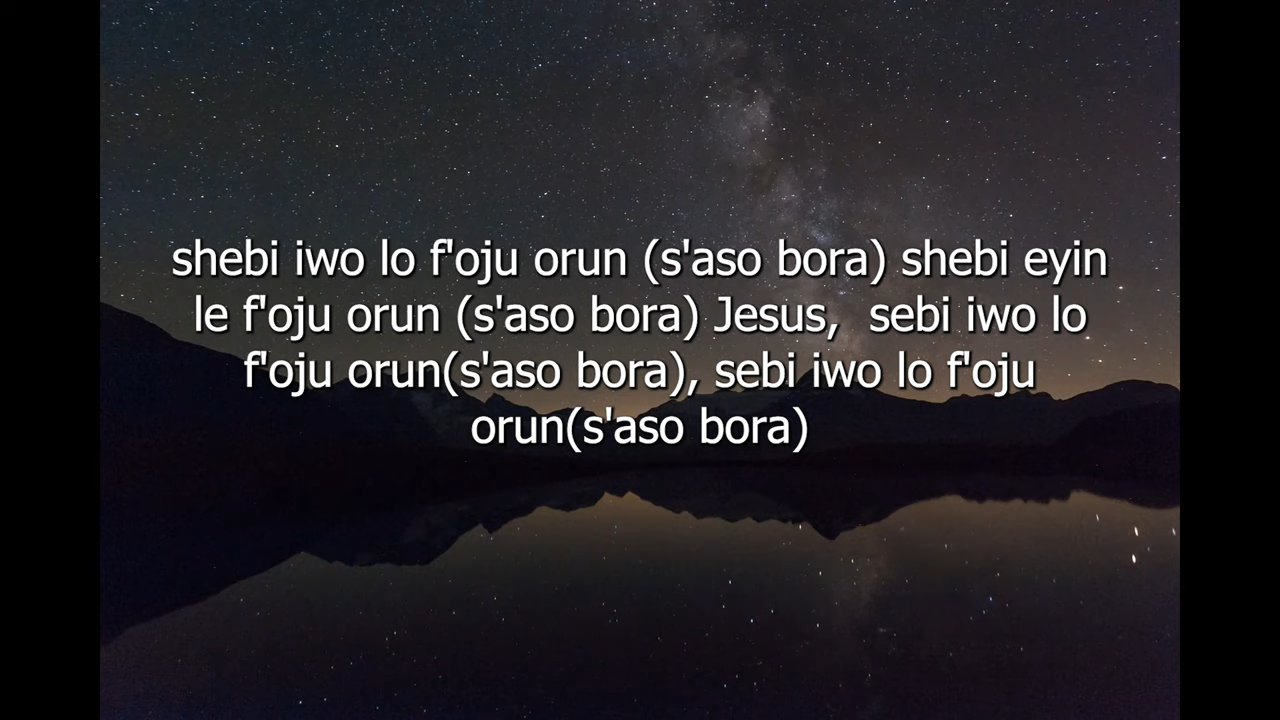 shebi iwo lo f'oju orun (s'aso bora) shebi eyin
le f'oju orun (s'aso bora) Jesus,  sebi iwo lo
f'oju orun(s'aso bora), sebi iwo lo f'oju
orun(s'aso bora)